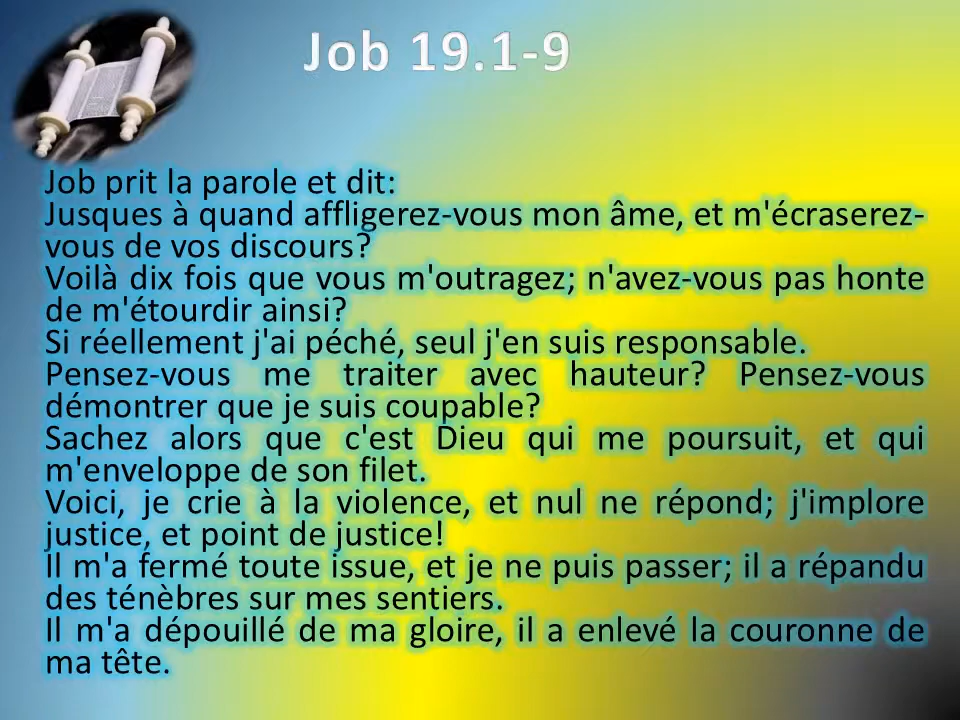 Job 19.1-9
Job prit la parole et dit:
Jusques à quand affligerez-vous mon âme, et m'écraserez-
vous de vos discours?
Voilà dix fois que vous m'outragez; n'avez-vous pas honte
de m'étourdir ainsi?
Si réellement j'ai péché, seul j'en suis responsable.
Pensez-vous me traiter avec hauteur? Pensez-vous
démontrer que je suis coupable?
Sachez alors que c'est Dieu qui me poursuit, et qui
m'enveloppe de son filet.
Voici, je crie à la violence, et nul ne répond; j'implore
justice, et point de justice!
Il m'a fermé toute issue, et je ne puis passer; il a répandu
des ténèbres sur mes sentiers.
Il m'a dépouillé de ma gloire, il a enlevé la couronne de
ma tête.